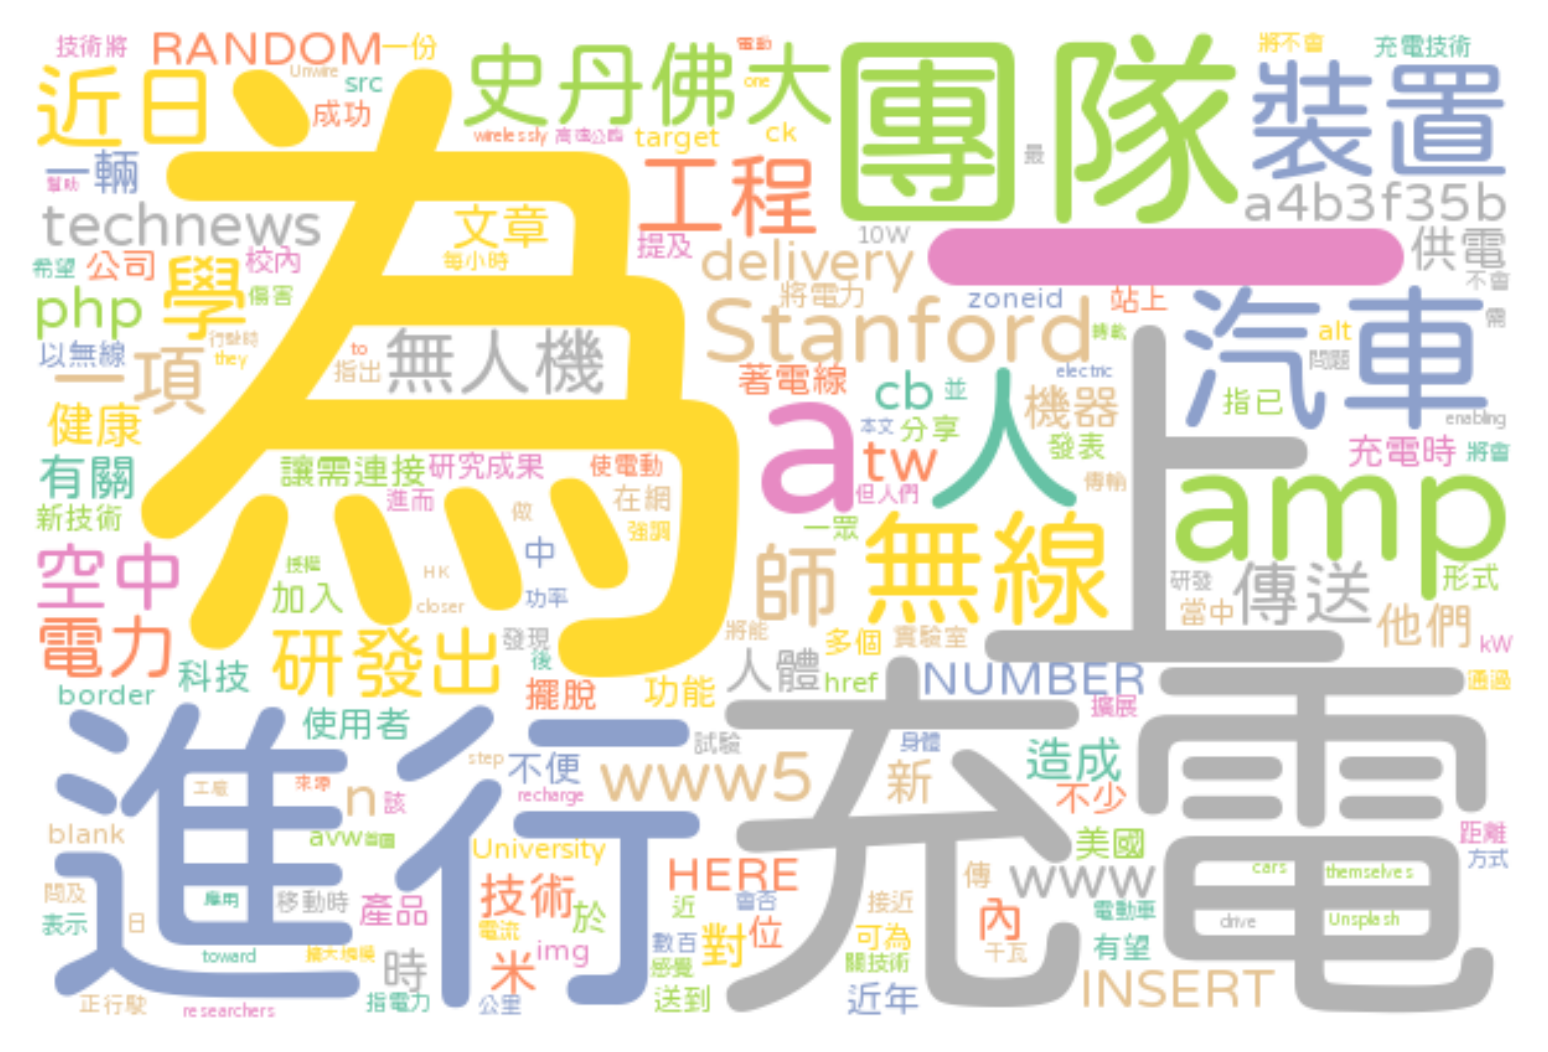 技術將
RANDOM
一份
Unwire
src
成功
近日
史丹佛大
電動
one
wirelessly
高速公路
target
ck
團隊
最
將不會
充電技術
裝置
a4b3f35b
一輛
幫助
technews
為
文章
每小時
工程
提及
delivery
10W
一
供電
不會
希望
公司
校內
php
學
傷害
行駛時
they
以無線
一項
to
指出
無人機
將電力
Stanford
zoneid
站上
轉載
electric
汽車
alt
問題
需
指已
enabling
健康
著電線
cb
並
本文
分享
a
tw
但人們
人
機器
發表
傳輸
上
充電時
將會
有關
讓需連接
研究成果
進而
使電動
在網
強調
做
一眾
amp
新技術
空中
授權
HK
中
功率
加入
closer
師
無線
研發
傳送
形式
當中
他們
kW
電力
科技
研發出
發現
後
將能
多個
實驗室
人體
href
NUMBER
通過
擴展
border
擺脫
功能
使用者
試驗
身體
造成
不少
充電
進行
step
不便
recharge
www5
新
工廠
來源
n
該
blank
avw
首圖
University
HERE
美國
距離
方式
問及
應用
移動時
產品
技術
於
近
會否
位
接近
傳
www
cars
themselves
表示
日
電流
img
數百
對
可為
內
電動車
drive
Unsplash
toward
擴大規模
時
米
感覺
關技術
千瓦
有望
正行駛
researchers
指電力
公里
送到
近年
INSERT